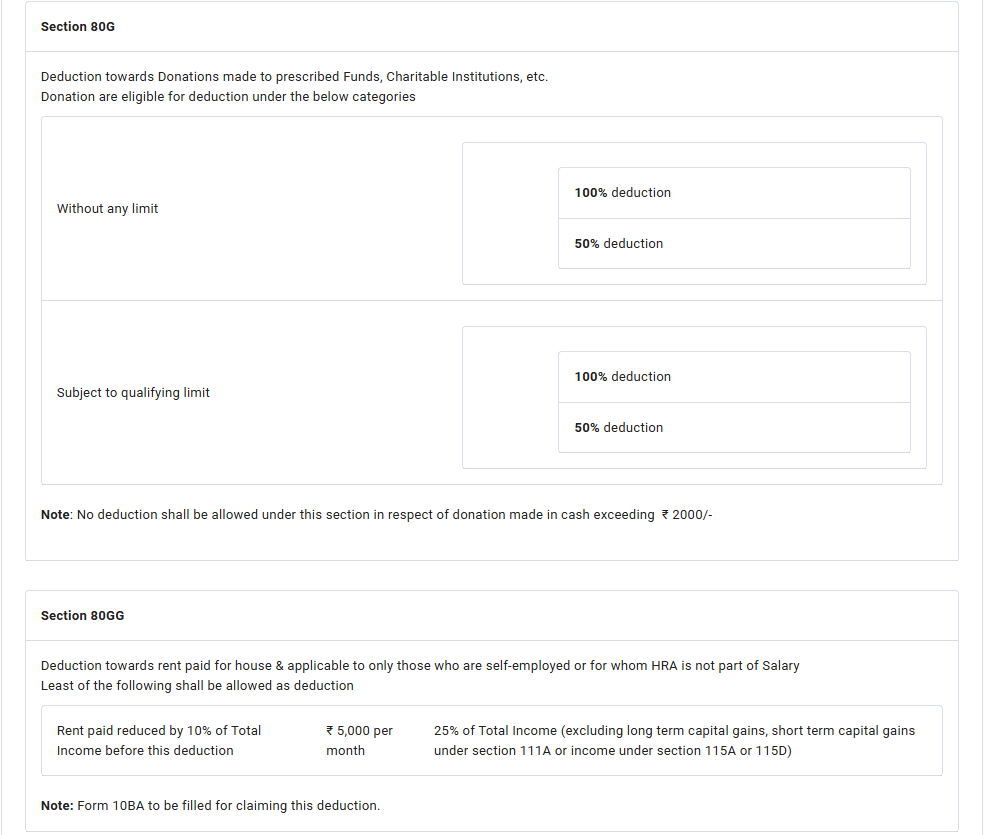 Section 80G
Deduction towards Donations made to prescribed Funds, Charitable Institutions, etc.
Donation are eligible for deduction under the below categories
Without any limit
100% deduction
50% deduction
Subject to qualifying limit
100% deduction
50% deduction
Note: No deduction shall be allowed under this section in respect of donation made in cash exceeding ₹ 2000/-
Section 80GG
Deduction towards rent paid for house & applicable to only those who are self-employed or for whom HRA is not part of Salary
Least of the following shall be allowed as deduction
Rent paid reduced by 10% of Total
Income before this deduction
₹ 5,000 per
month
25% of Total Income (excluding long term capital gains, short term capital gains
under section 111A or income under section 115A or 115D)
Note: Form 10BA to be filled for claiming this deduction.